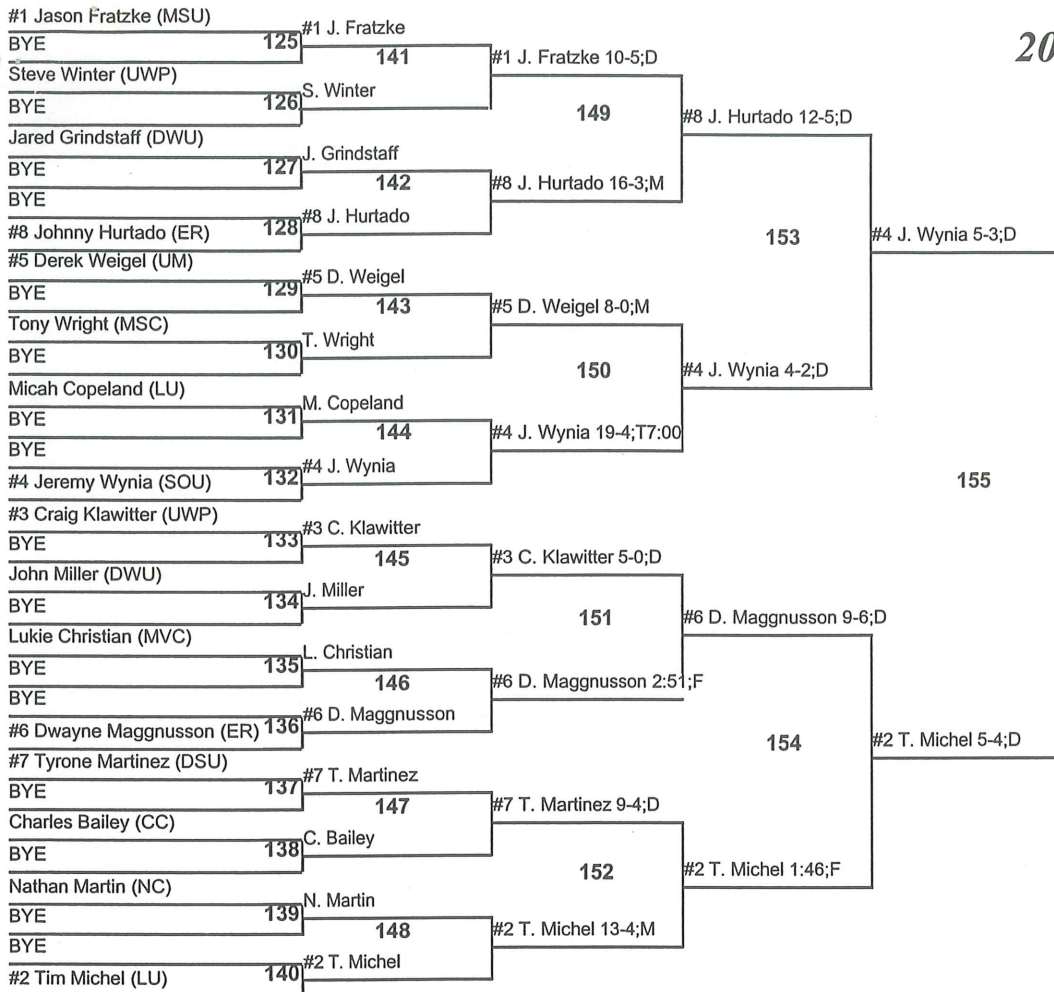 #1 Jason Fratzke (MSU)
BYE
125
Steve Winter (UWP)
BYE
126
Jared Grindstaff (DWU)
BYE
127
BYE
#8 Johnny Hurtado (ER)
128
#5 Derek Weigel (UM)
BYE
129
Tony Wright (MSC)
BYE
130
Micah Copeland (LU)
BYE
131
BYE
#4 Jeremy Wynia (SOU)
132
#3 Craig Klawitter (UWP)
BYE
133
John Miller (DWU)
BYE
134
Lukie Christian (MVC)
BYE
135
BYE
#6 Dwayne Maggnusson (ER)
136
#7 Tyrone Martinez (DSU)
BYE
137
Charles Bailey (CC)
BYE
138
Nathan Martin (NC)
BYE
139
BYE
#2 Tim Michel (LU)
140
#1 J. Fratzke
141
S. Winter
J. Grindstaff
142
#8 J. Hurtado
#5 D. Weigel
143
T. Wright
M. Copeland
144
#4 J. Wynia
#3 C. Klawitter
145
J. Miller
L. Christian
146
#6 D. Maggnusson
#7 T. Martinez
147
C. Bailey
N. Martin
148
#2 T. Michel
#1 J. Fratzke 10-5;D
149
#8 J. Hurtado 16-3;M
#5 D. Weigel 8-0;M
150
#4 J. Wynia 19-4;T7:00
#3 C. Klawitter 5-0;D
151
#6 D. Maggnusson 2:51;F
#7 T. Martinez 9-4;D
152
#2 T. Michel 13-4;M
#8 J. Hurtado 12-5;D
153
#4 J. Wynia 4-2;D
#6 D. Maggnusson 9-6;D
154
#2 T. Michel 1:46;F
20
#4 J. Wynia 5-3;D
155
#2 T. Michel 5-4;D